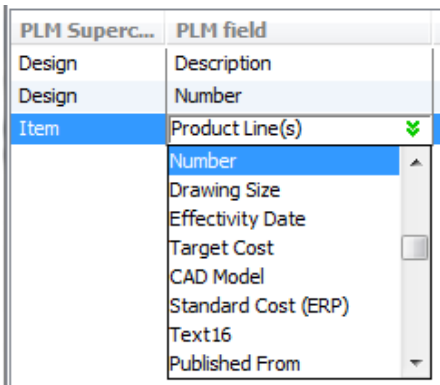 PLM Superc... PLM field
Design Description
Design Number
Item Product Line(s)
Number
Drawing Size
Effectivity Date
Target Cost
CAD Model
Standard Cost (ERP)
Text16
Published From